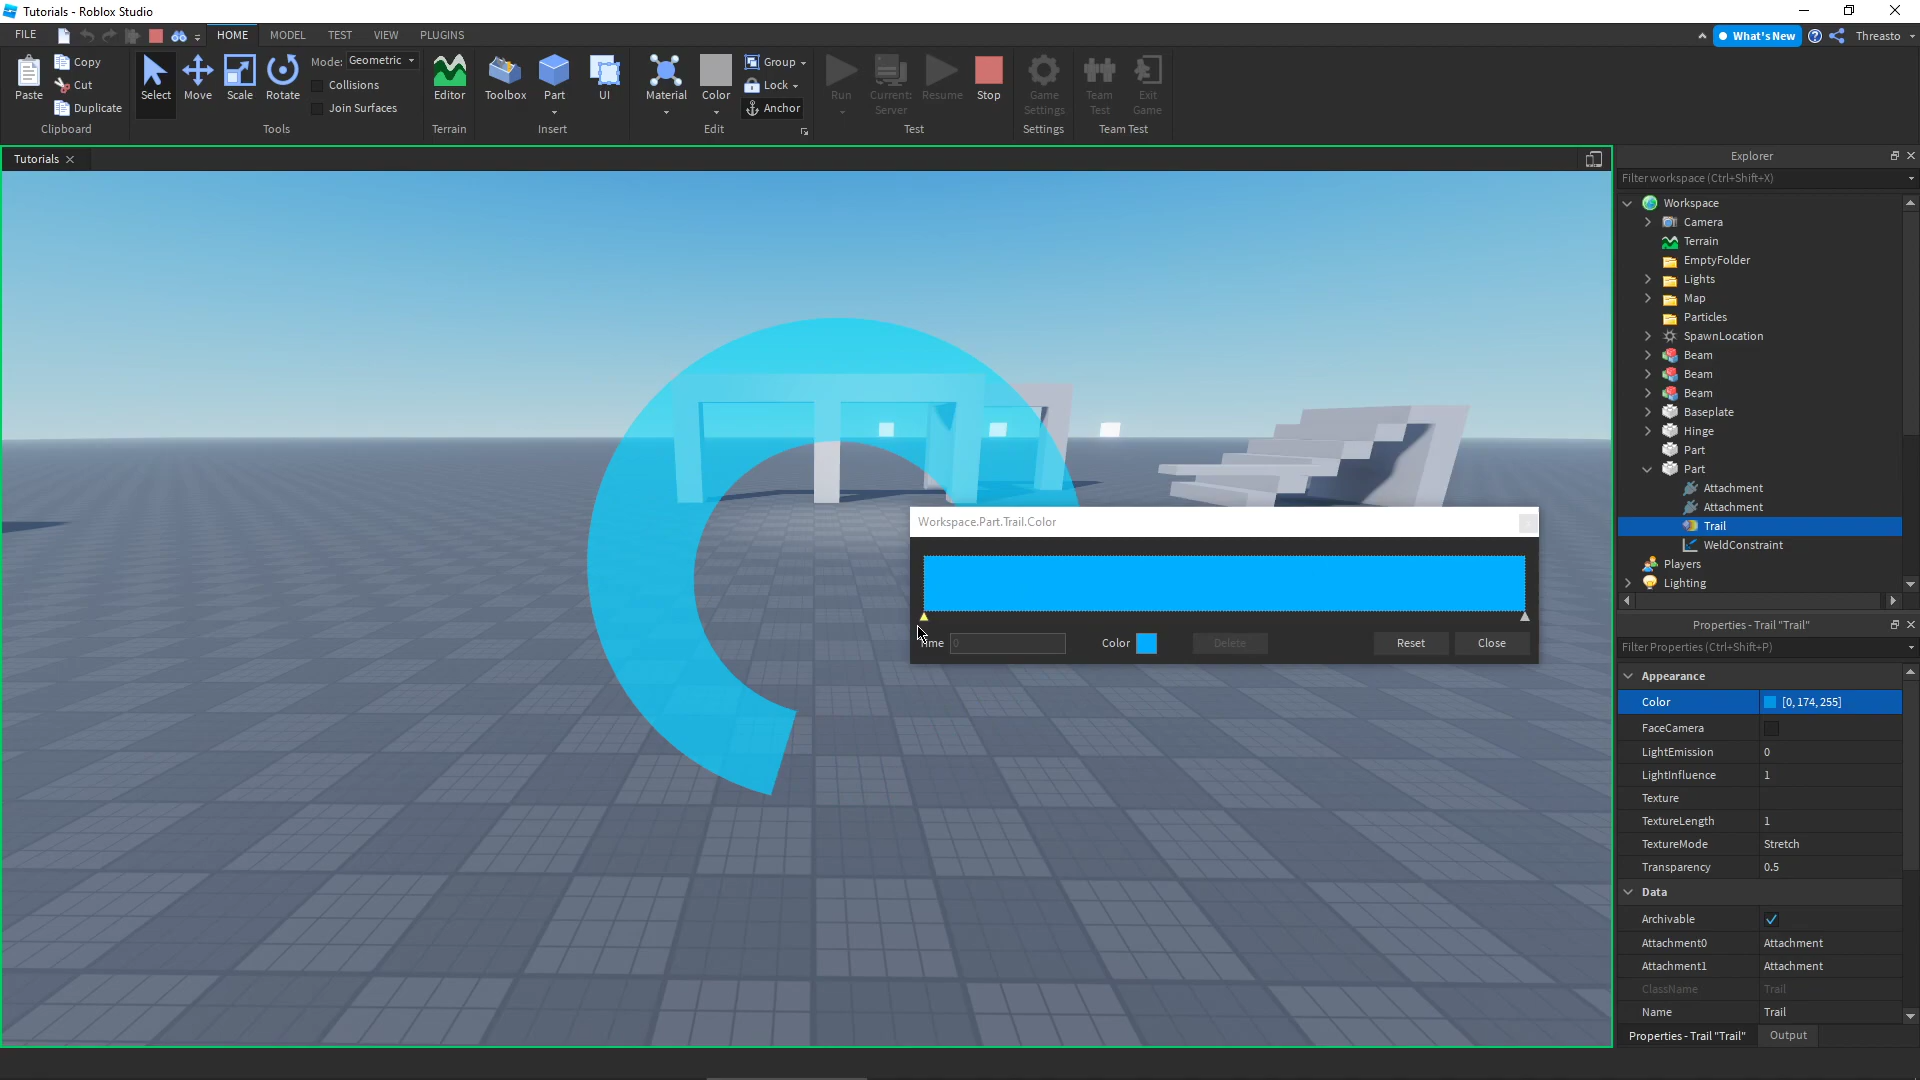 Tutorials - Roblox Studio
FILE HOME MODEL TEST VIEW PLUGINS What's New Threasto
Paste Copy Cut Duplicate Clipboard
Select Move Scale Rotate Mode: Geometric Collisions Join Surfaces Tools
Editor Terrain
Toolbox Part UI Insert
Material Color Group Lock Anchor Edit
Run Current: Server Resume Stop Test
Game Settings Settings
Team Test Exit Game Team Test
Tutorials
Explorer
Filter workspace (Ctrl+Shift+X)
Workspace
Camera
Terrain
EmptyFolder
Lights
Map
Particles
SpawnLocation
Beam
Beam
Beam
Baseplate
Hinge
Part
Part
Attachment
Attachment
Trail
WeldConstraint
Players
Lighting
Workspace.Part.Trail.Color
0 Color Delete Reset Close
Properties - Trail "Trail"
Filter Properties (Ctrl+Shift+P)
Appearance
Color [0, 174, 255]
FaceCamera
LightEmission 0
LightInfluence 1
Texture
TextureLength 1
TextureMode Stretch
Transparency 0.5
Data
Archivable
Attachment0 Attachment
Attachment1 Attachment
ClassName Trail
Name Trail
Properties - Trail "Trail" Output